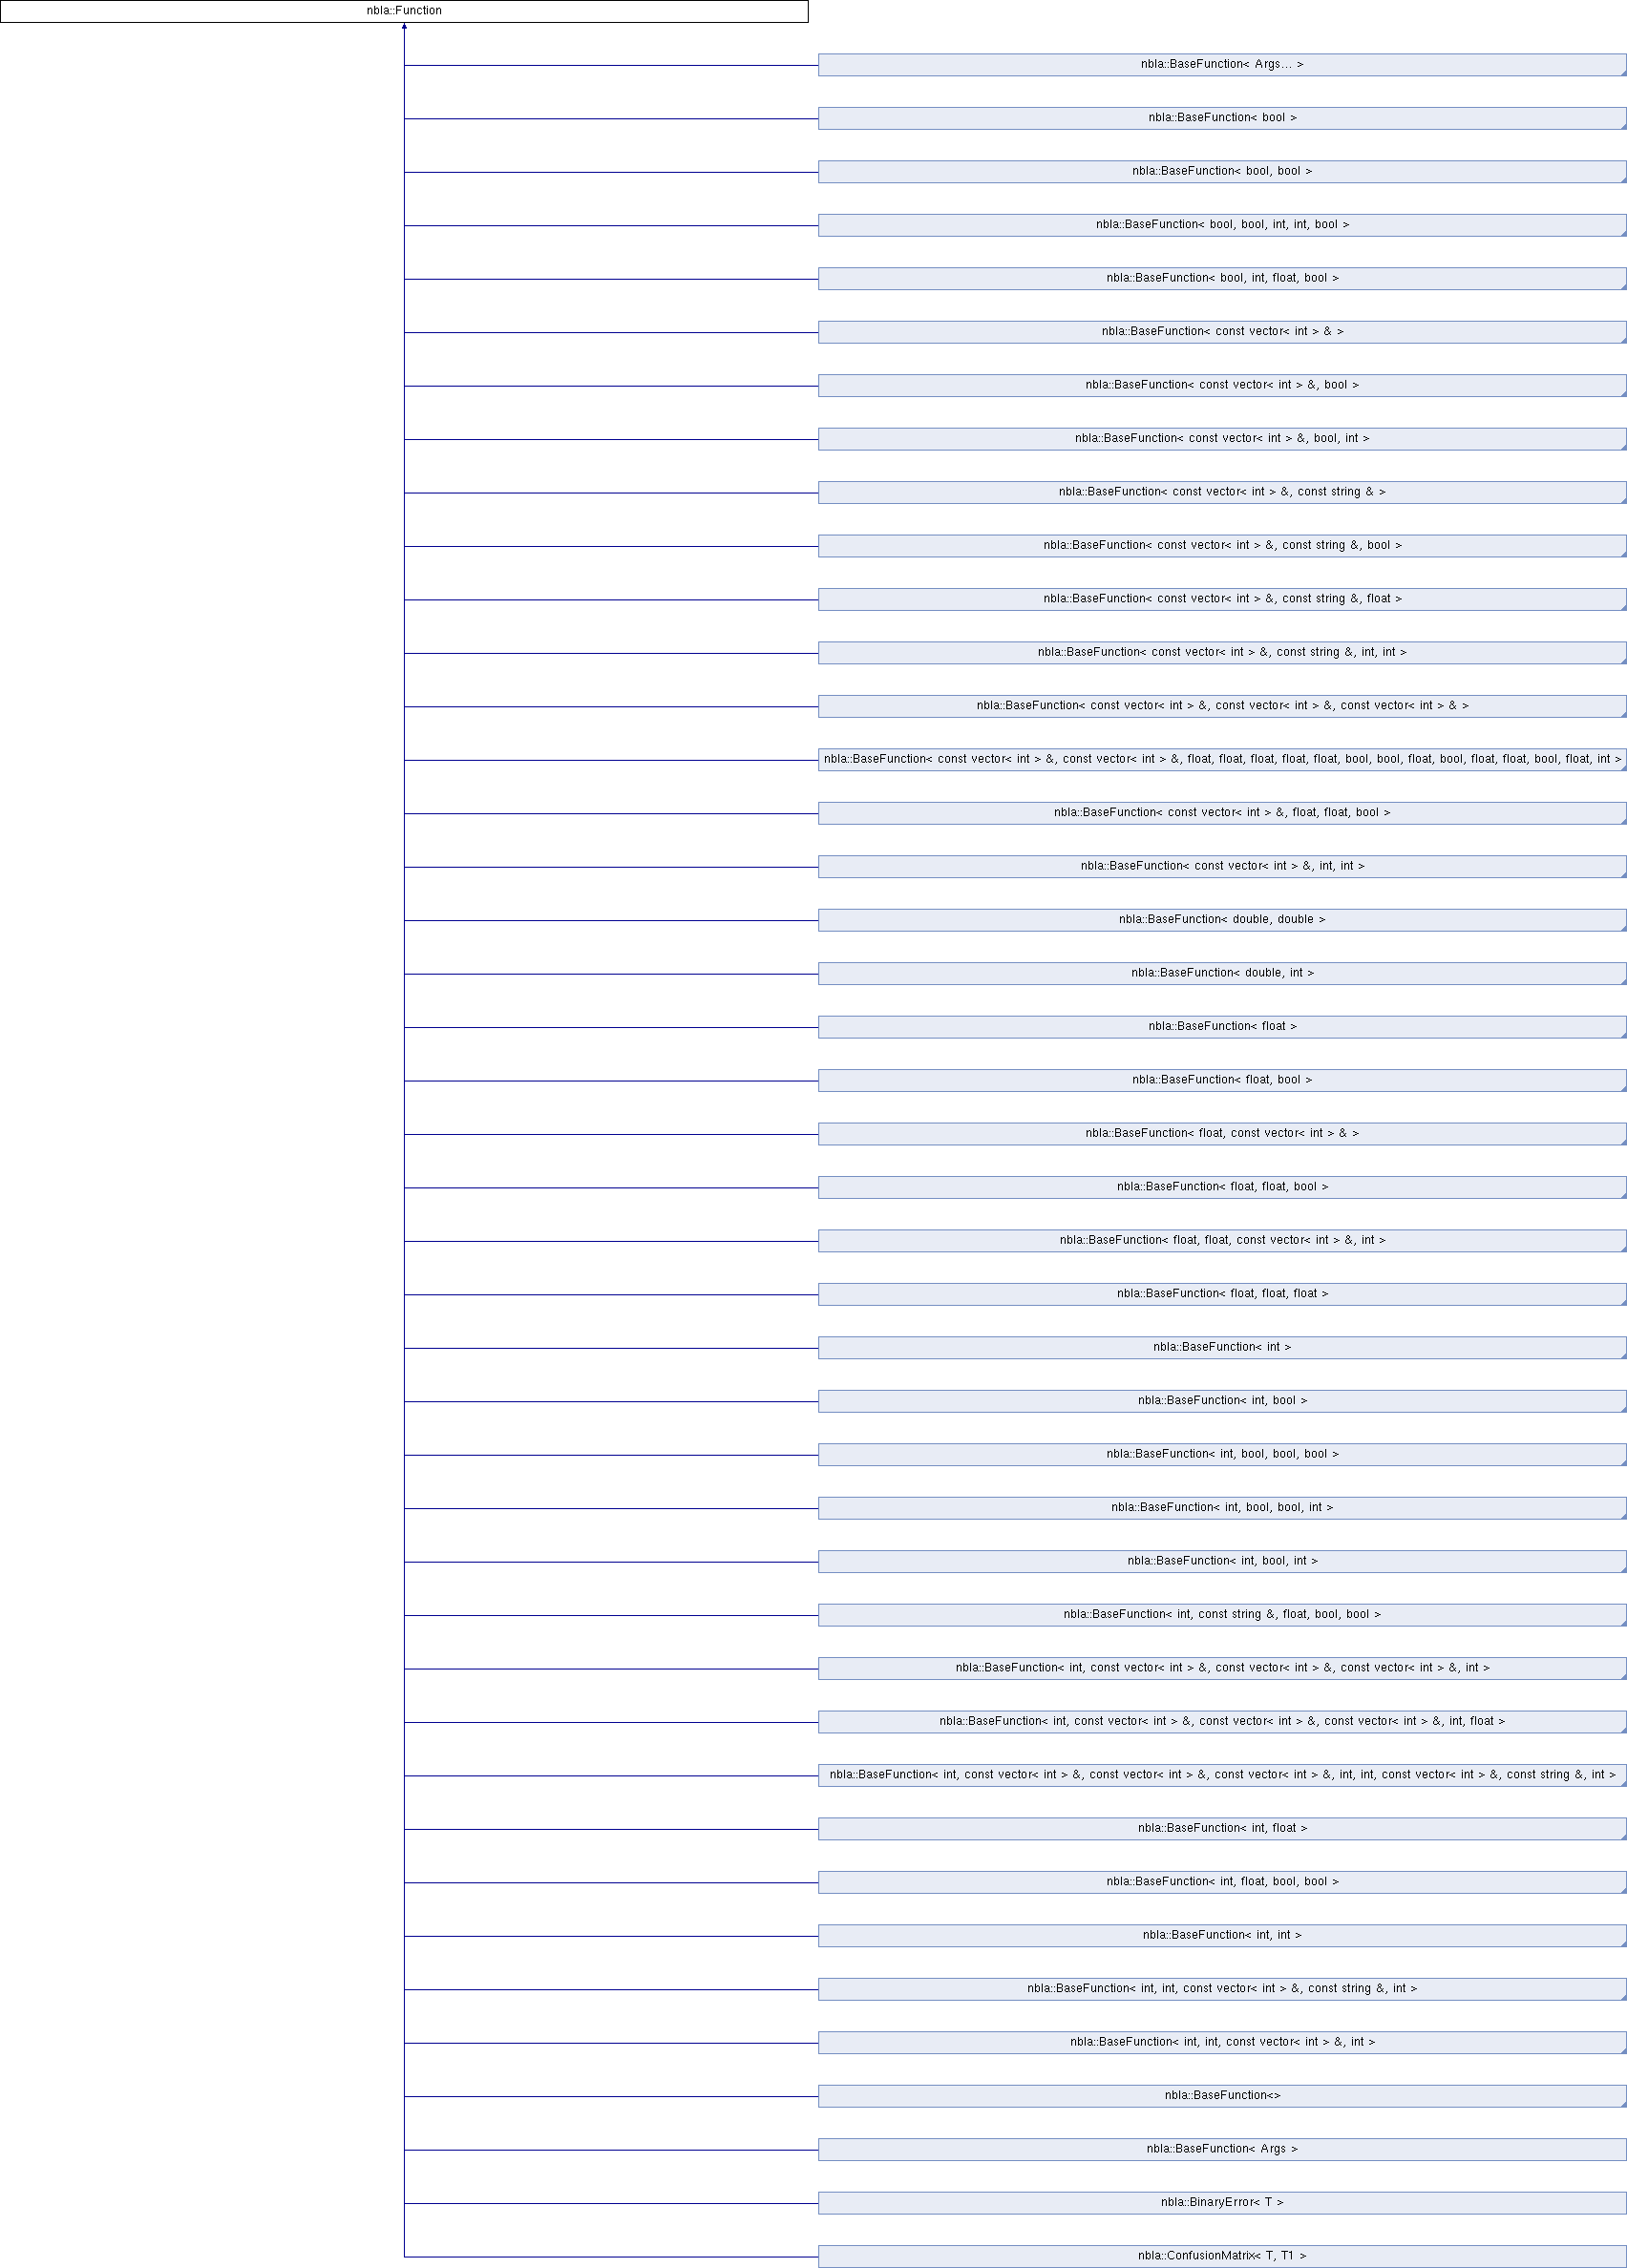 nbla::Function
nbla::BaseFunction< Args... >
nbla::BaseFunction< bool >
nbla::BaseFunction< bool, bool >
nbla::BaseFunction< bool, bool, int, int, bool >
nbla::BaseFunction< bool, int, float, bool >
nbla::BaseFunction< const vector< int > & >
nbla::BaseFunction< const vector< int > &, bool >
nbla::BaseFunction< const vector< int > &, bool, int >
nbla::BaseFunction< const vector< int > &, const string & >
nbla::BaseFunction< const vector< int > &, const string &, bool >
nbla::BaseFunction< const vector< int > &, const string &, float >
nbla::BaseFunction< const vector< int > &, const string &, int, int >
nbla::BaseFunction< const vector< int > &, const vector< int > &, const vector< int > & >
nbla::BaseFunction< const vector< int > &, const vector< int > &, float, float, float, float, float, bool, bool, float, bool, float, float, bool, float, int >
nbla::BaseFunction< const vector< int > &, float, float, bool >
nbla::BaseFunction< const vector< int > &, int, int >
nbla::BaseFunction< double, double >
nbla::BaseFunction< double, int >
nbla::BaseFunction< float >
nbla::BaseFunction< float, bool >
nbla::BaseFunction< float, const vector< int > & >
nbla::BaseFunction< float, float, bool >
nbla::BaseFunction< float, float, const vector< int > &, int >
nbla::BaseFunction< float, float, float >
nbla::BaseFunction< int >
nbla::BaseFunction< int, bool >
nbla::BaseFunction< int, bool, bool, bool >
nbla::BaseFunction< int, bool, bool, int >
nbla::BaseFunction< int, bool, int >
nbla::BaseFunction< int, const string &, float, bool, bool >
nbla::BaseFunction< int, const vector< int > &, const vector< int > &, const vector< int > &, int >
nbla::BaseFunction< int, const vector< int > &, const vector< int > &, const vector< int > &, int, float >
nbla::BaseFunction< int, const vector< int > &, const vector< int > &, const vector< int > &, int, int, const vector< int > &, const string &, int >
nbla::BaseFunction< int, float >
nbla::BaseFunction< int, float, bool, bool >
nbla::BaseFunction< int, int >
nbla::BaseFunction< int, int, const vector< int > &, const string &, int >
nbla::BaseFunction< int, int, const vector< int > &, int >
nbla::BaseFunction<>
nbla::BaseFunction< Args >
nbla::BinaryError< T >
nbla::ConfusionMatrix< T, T1 >